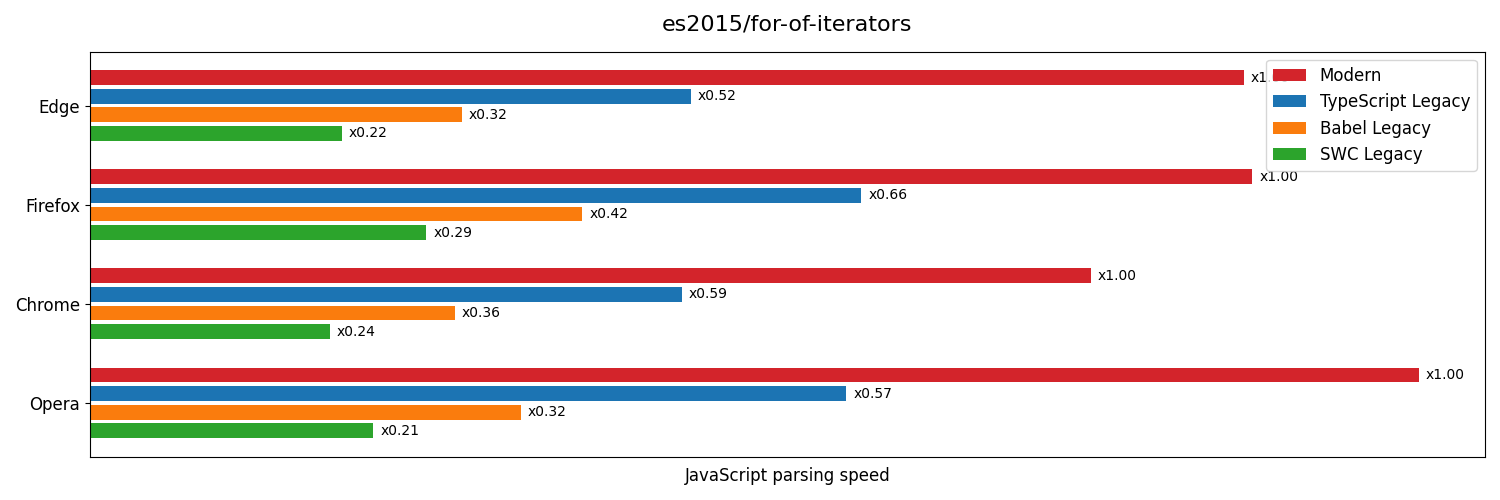 es2015/for-of-iterators
Modern
TypeScript Legacy
Babel Legacy
SWC Legacy
Edge
x0.52
x0.32
x0.22
Firefox
x1.00
x0.66
x0.42
x0.29
Chrome
x1.00
x0.59
x0.36
x0.24
Opera
x1.00
x0.57
x0.32
x0.21
JavaScript parsing speed